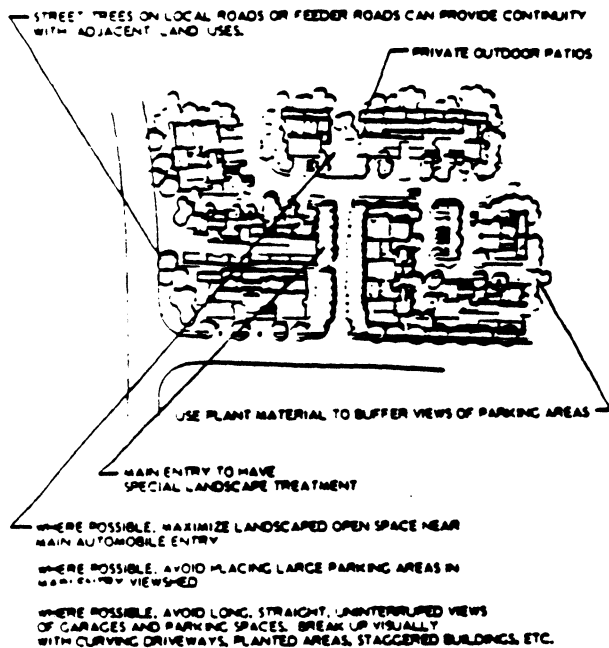 STREET TREES ON LOCAL ROADS OR FEEDER ROADS CAN PROVIDE CONTINUITY
WITH ADJACENT LAND USES.
PRIVATE OUTDOOR PATIOS
USE PLANT MATERIAL TO BUFFER VIEWS OF PARKING AREAS
MAIN ENTRY TO HAVE
SPECIAL LANDSCAPE TREATMENT
WHERE POSSIBLE, MAXIMIZE LANDSCAPED OPEN SPACE NEAR
MAIN AUTOMOBILE ENTRY
WHERE POSSIBLE, AVOID PLACING LARGE PARKING AREAS IN
MAIN ENTRY VIEWSHED
WHERE POSSIBLE, AVOID LONG, STRAIGHT, UNINTERRUPED VIEWS
OF GARAGES AND PARKING SPACES. BREAK UP VISUALLY
WITH CURVING DRIVEWAYS, PLANTED AREAS, STAGGERED BUILDINGS, ETC.